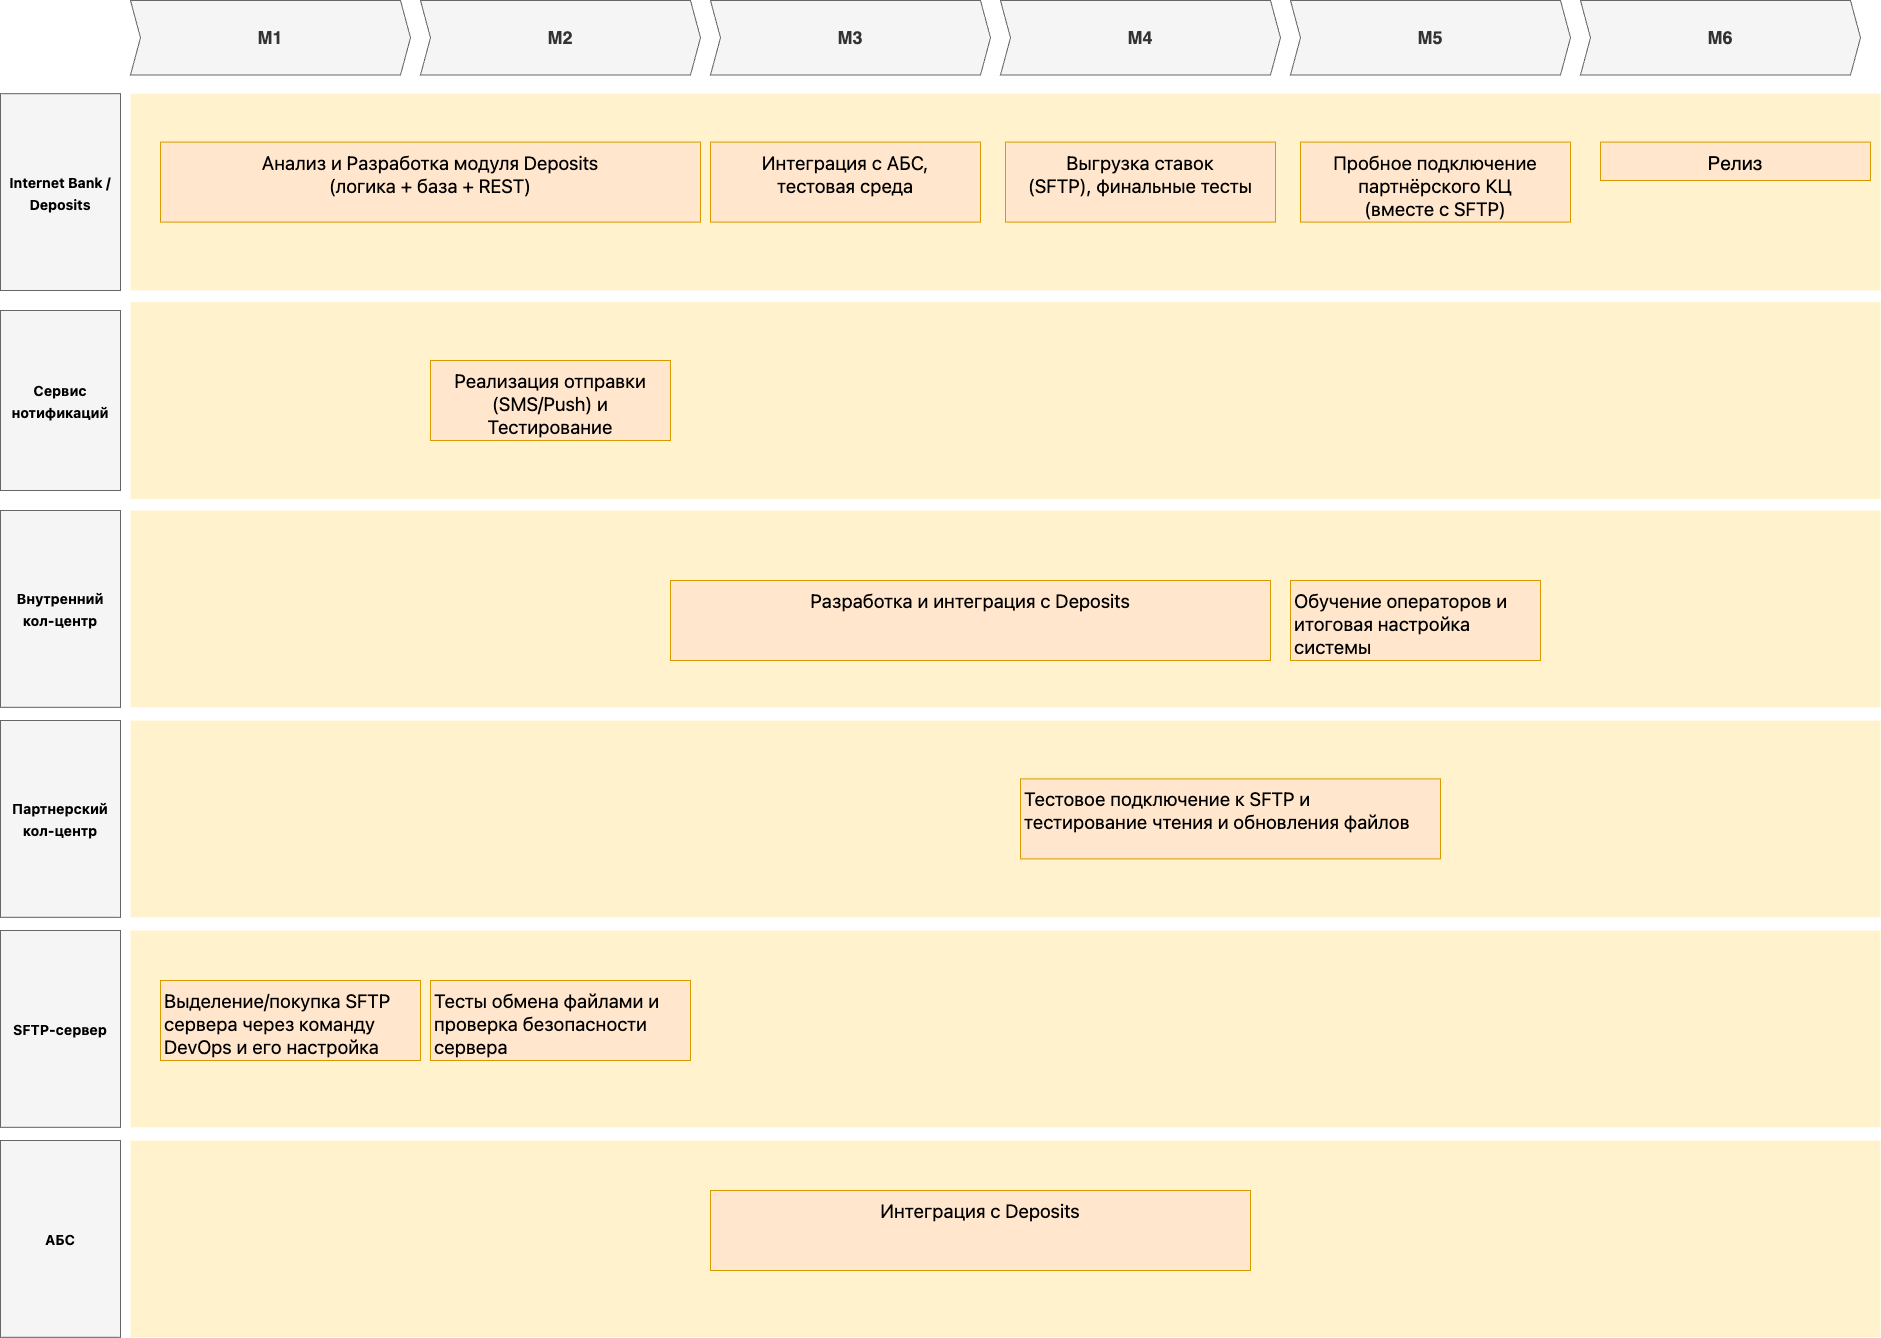 M1
M2
M3
M4
M5
M6
Internet Bank /
Deposits
Анализ и Разработка модуля Deposits
(логика + база + REST)
Интеграция с АБС,
тестовая среда
Выгрузка ставок
(SFTP), финальные тесты
Пробное подключение
партнёрского КЦ
(вместе с SFTP)
Релиз
Сервис
нотификаций
Реализация отправки
(SMS/Push) и
Тестирование
Внутренний
кол-центр
Разработка и интеграция с Deposits
Обучение операторов и
итоговая настройка
системы
Партнерский
кол-центр
Тестовое подключение к SFTP и
тестирование чтения и обновления файлов
SFTP-сервер
Выделение/покупка SFTP
сервера через команду
DevOps и его настройка
Тесты обмена файлами и
проверка безопасности
сервера
АБС
Интеграция с Deposits